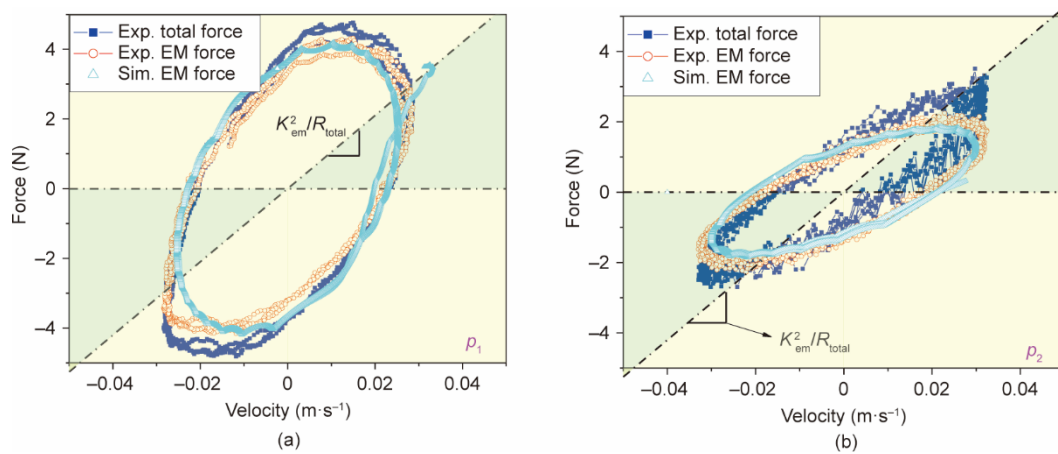 Exp. total force
Exp. EM force
Sim. EM force
Force (N)
4
2
0
−2
−4
K²em/Rtotal
p1
−0.04 −0.02 0 0.02 0.04
Velocity (m·s−1)
(a)
Exp. total force
Exp. EM force
Sim. EM force
Force (N)
4
2
0
−2
−4
K²em/Rtotal
p2
−0.04 −0.02 0 0.02 0.04
Velocity (m·s−1)
(b)